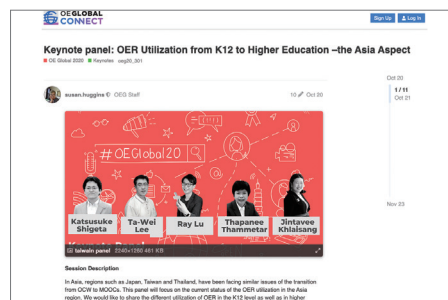 OEGLOBAL
CONNECT
Sign Up
Log In
Keynote panel: OER Utilization from K12 to Higher Education –the Asia Aspect
OE Global 2020 Keynotes oeg20_301
Oct 20
susan.huggins OEG Staff
10 Oct 20
1 / 11
Oct 21
#OEGlobal20
Katsusuke
Shigeta
Ta-Wei
Lee
Ray Lu
Thapanee
Thammetar
Jintavee
Khlaisang
taiwain panel 2240×1260 491 KB
Nov 23
Session Description
In Asia, regions such as Japan, Taiwan and Thailand, have been facing similar issues of the transition
from OCW to MOOCs. This panel will focus on the current status of the OER utilization in the Asia
region. We would like to share the different utilization of OER in the K12 level as well as in higher